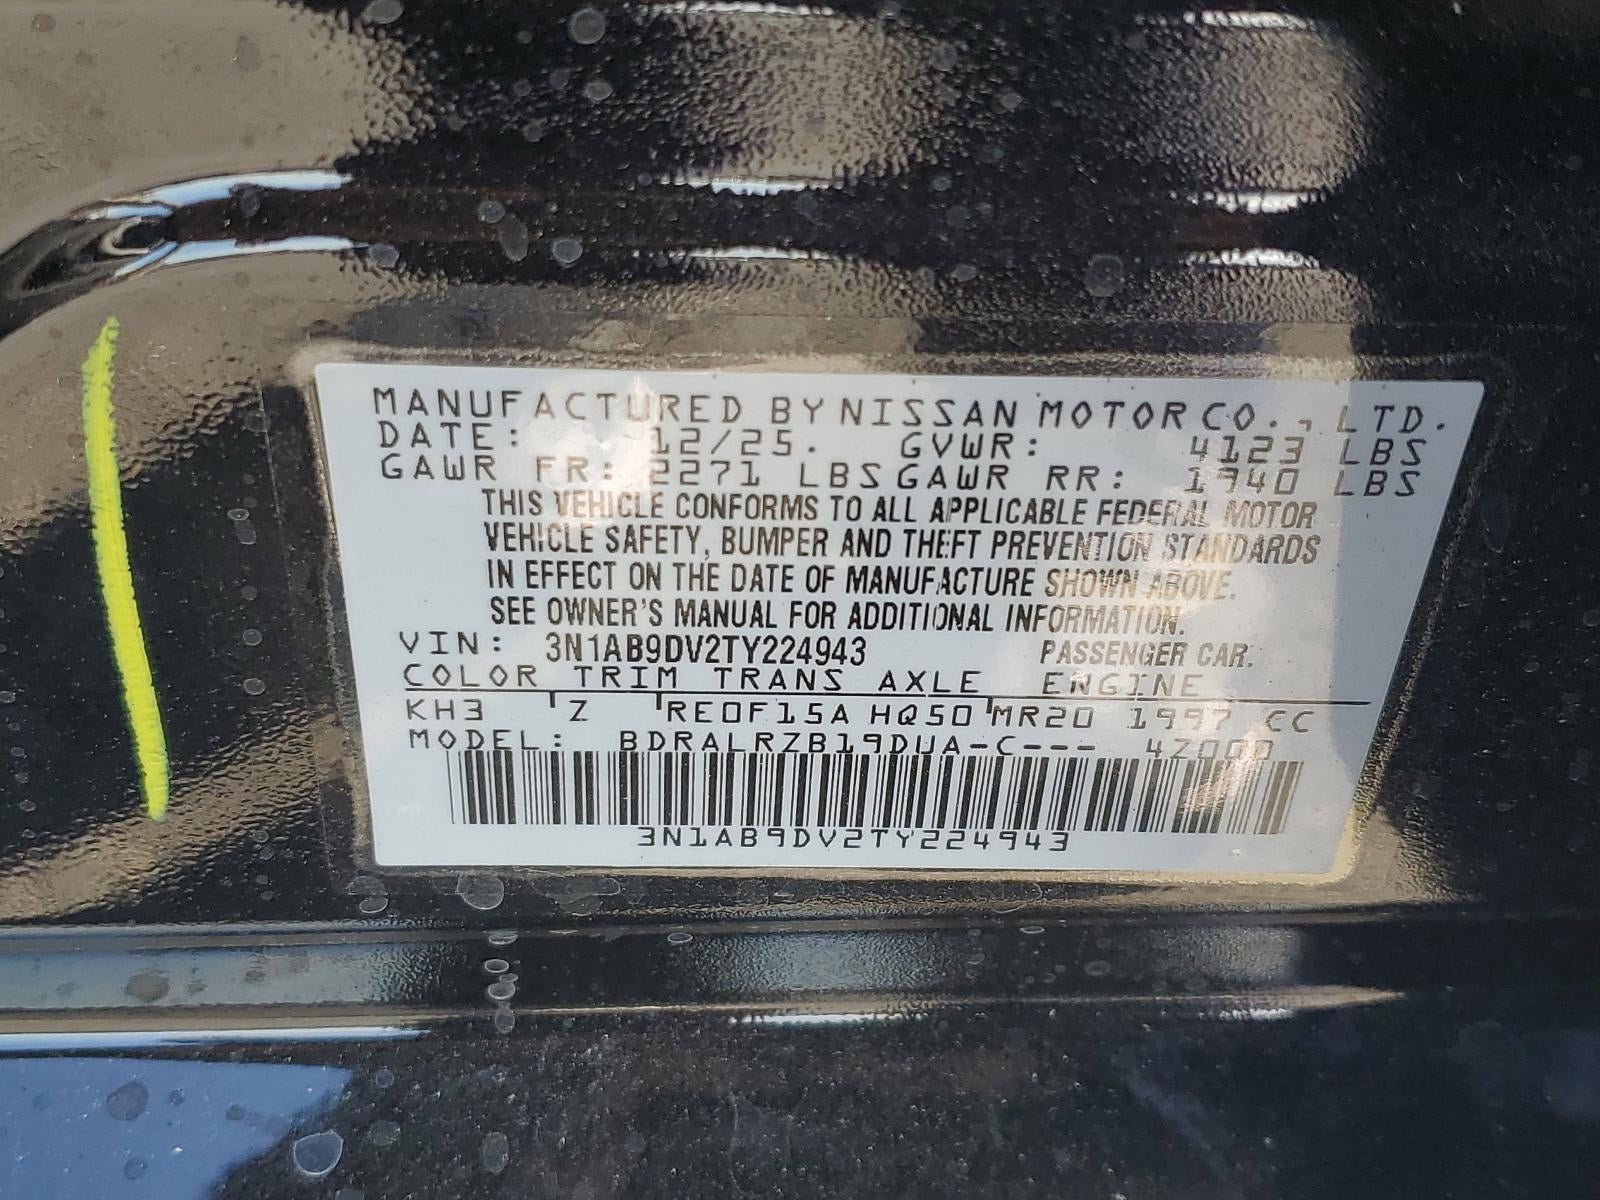 MANUFACTURED BY NISSAN MOTOR CO., LTD.
DATE: 12/25. GVWR: 4123 LBS
GAWR FR: 2271 LBS GAWR RR: 1940 LBS
THIS VEHICLE CONFORMS TO ALL APPLICABLE FEDERAL MOTOR
VEHICLE SAFETY, BUMPER AND THEFT PREVENTION STANDARDS
IN EFFECT ON THE DATE OF MANUFACTURE SHOWN ABOVE.
SEE OWNER'S MANUAL FOR ADDITIONAL INFORMATION.
VIN: 3N1AB9DV2TY224943 PASSENGER CAR.
COLOR TRIM TRANS AXLE ENGINE
KH3 Z RE0F15A HQ50 MR20 1997 CC
MODEL: BDRALRZB19DUA-C--- 4Z000
3N1AB9DV2TY224943